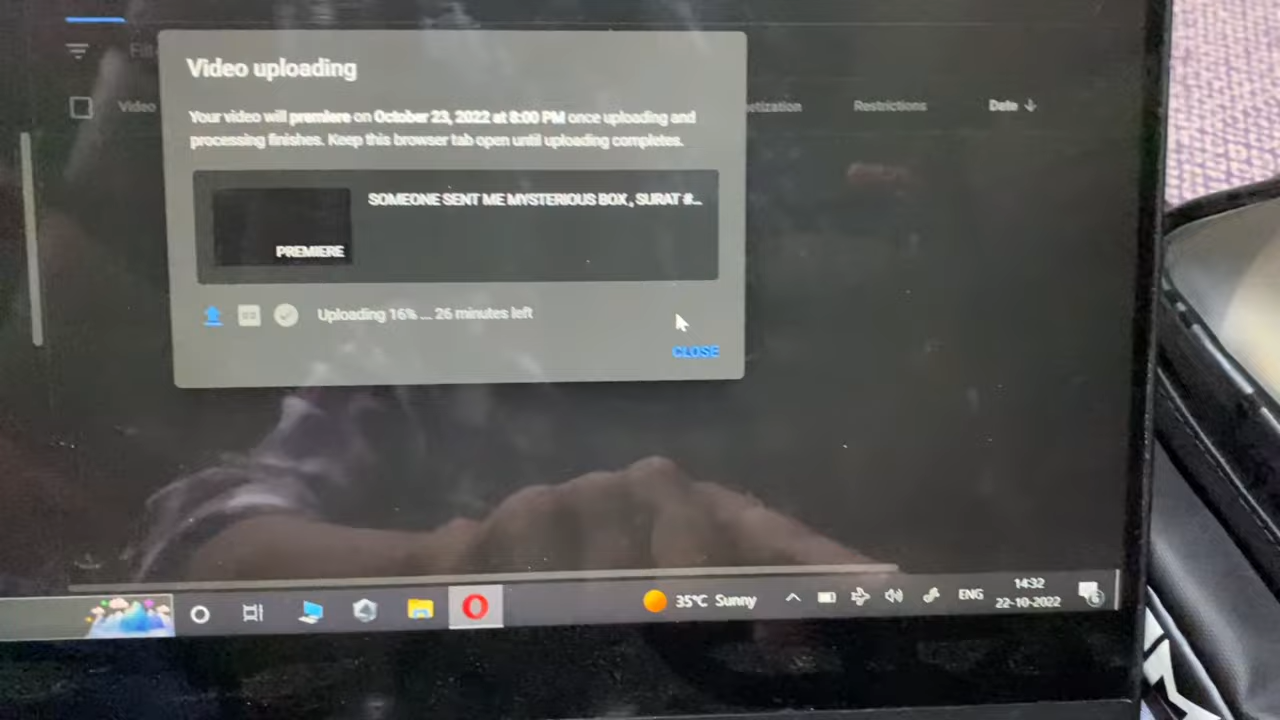 Video uploading
Your video will premiere on October 23, 2022 at 8:00 PM once uploading and
processing finishes. Keep this browser tab open until uploading completes.
SOMEONE SENT ME MYSTERIOUS BOX, SURAT #...
PREMIERE
Uploading 16% ... 26 minutes left
CLOSE
Video
Restrictions
Date
35°C Sunny
ENG
14:32
22-10-2022